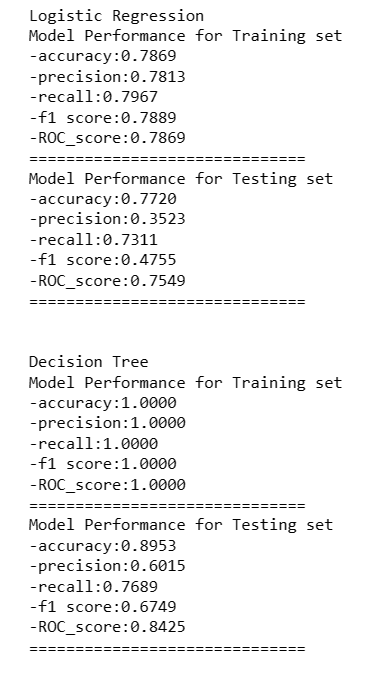 Logistic Regression
Model Performance for Training set
-accuracy:0.7869
-precision:0.7813
-recall:0.7967
-f1 score:0.7889
-ROC_score:0.7869
==============================
Model Performance for Testing set
-accuracy:0.7720
-precision:0.3523
-recall:0.7311
-f1 score:0.4755
-ROC_score:0.7549
==============================
Decision Tree
Model Performance for Training set
-accuracy:1.0000
-precision:1.0000
-recall:1.0000
-f1 score:1.0000
-ROC_score:1.0000
==============================
Model Performance for Testing set
-accuracy:0.8953
-precision:0.6015
-recall:0.7689
-f1 score:0.6749
-ROC_score:0.8425
==============================